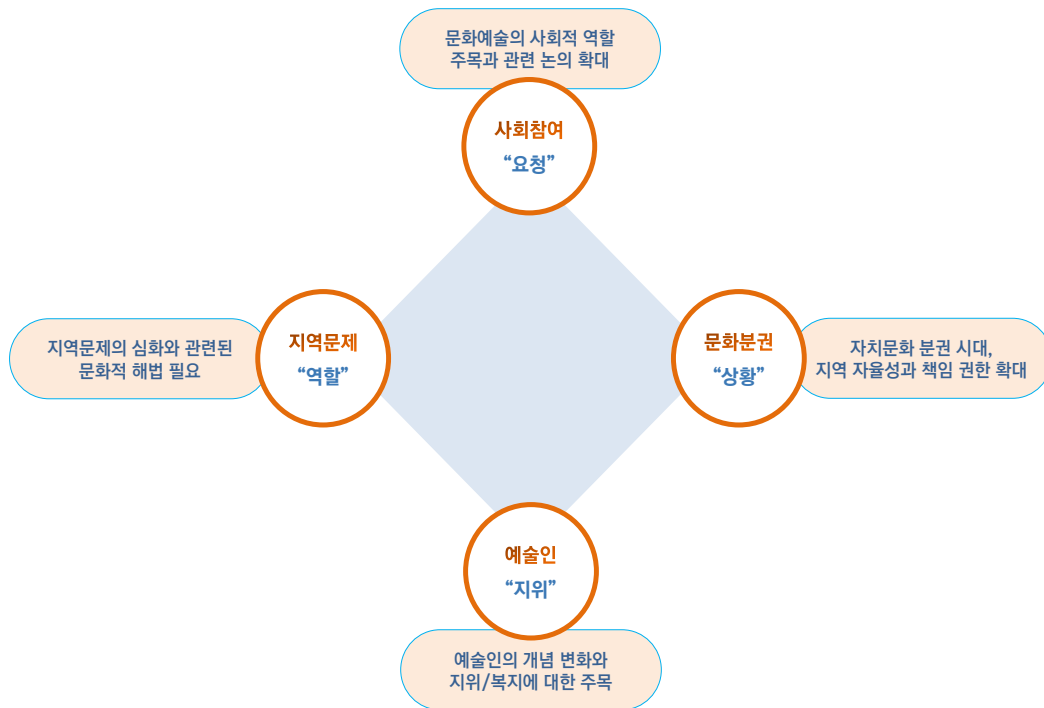 문화예술의 사회적 역할
주목과 관련 논의 확대
사회참여
“요청”
지역문제의 심화와 관련된
문화적 해법 필요
지역문제
“역할”
문화분권
“상황”
자치문화 분권 시대,
지역 자율성과 책임 권한 확대
예술인
“지위”
예술인의 개념 변화와
지위/복지에 대한 주목